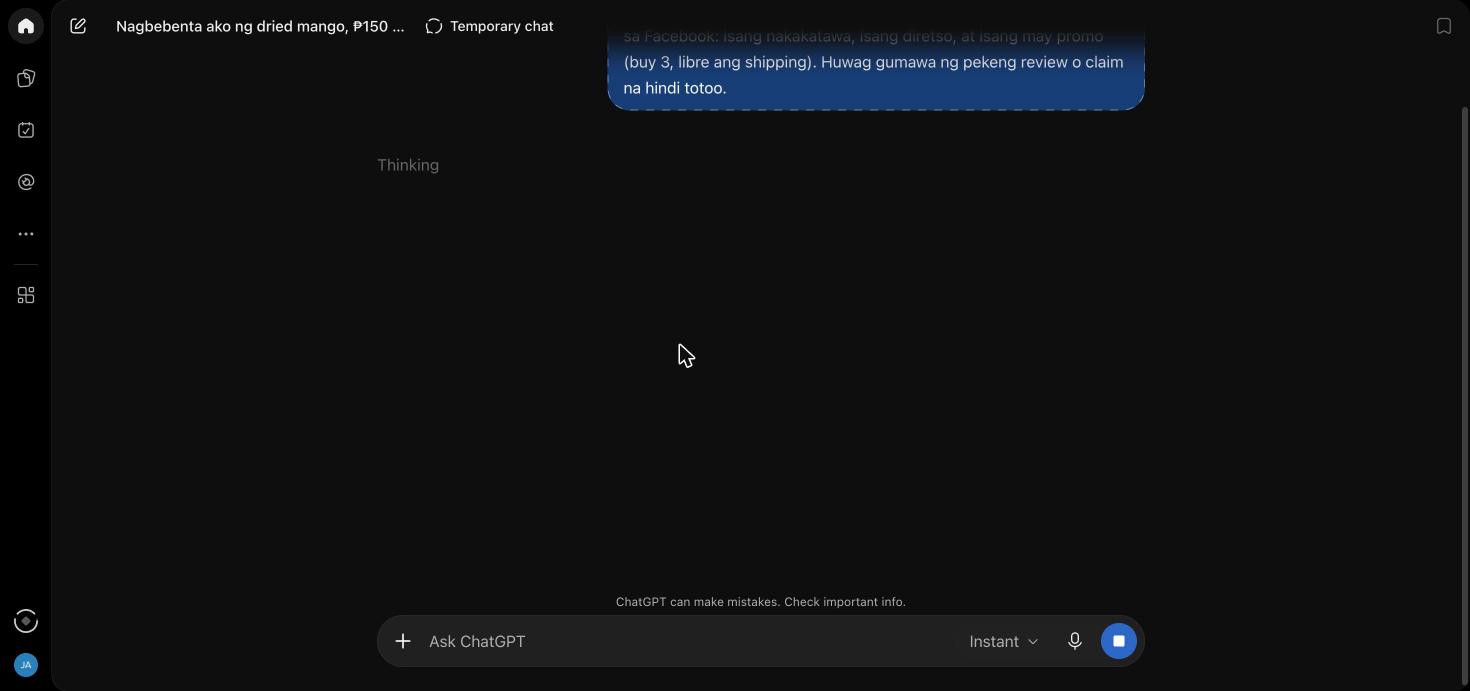 Nagbebenta ako ng dried mango, ₱150 ...
Temporary chat
sa Facebook: isang nakakatawa, isang diretso, at isang may promo
(buy 3, libre ang shipping). Huwag gumawa ng pekeng review o claim
na hindi totoo.
Thinking
ChatGPT can make mistakes. Check important info.
Ask ChatGPT
Instant
JA